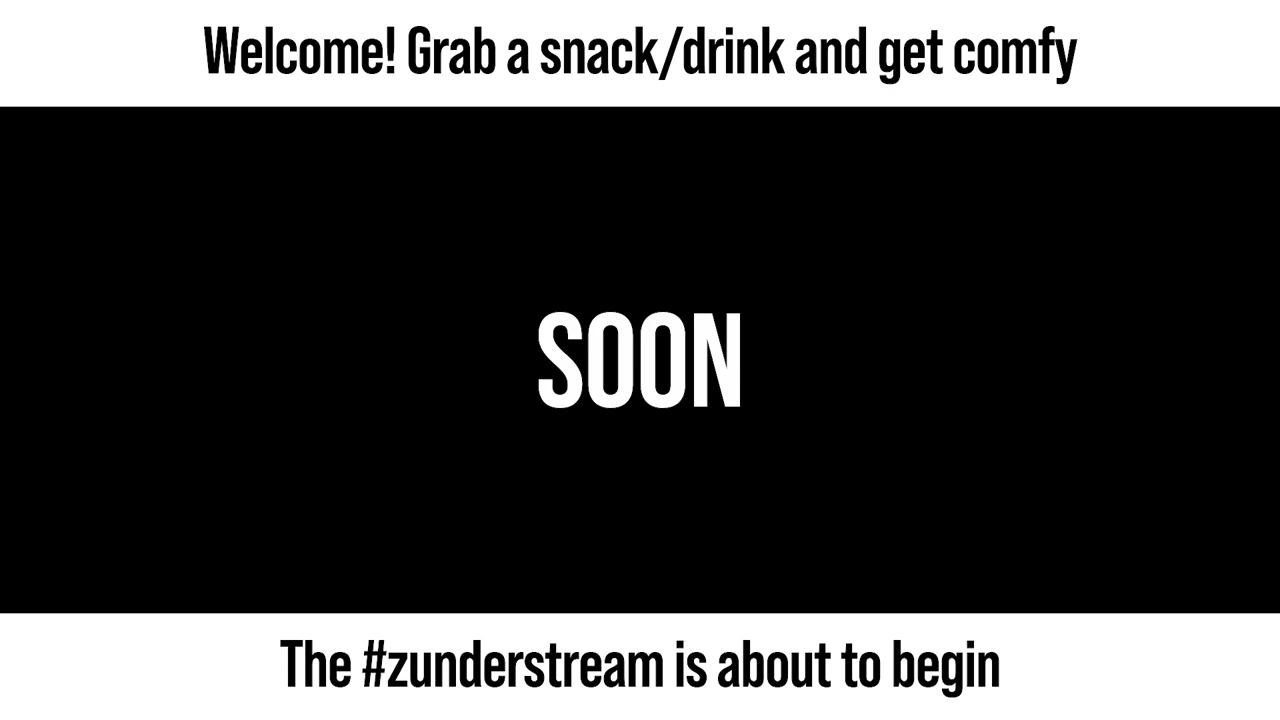 Welcome! Grab a snack/drink and get comfy
SOON
The #zunderstream is about to begin